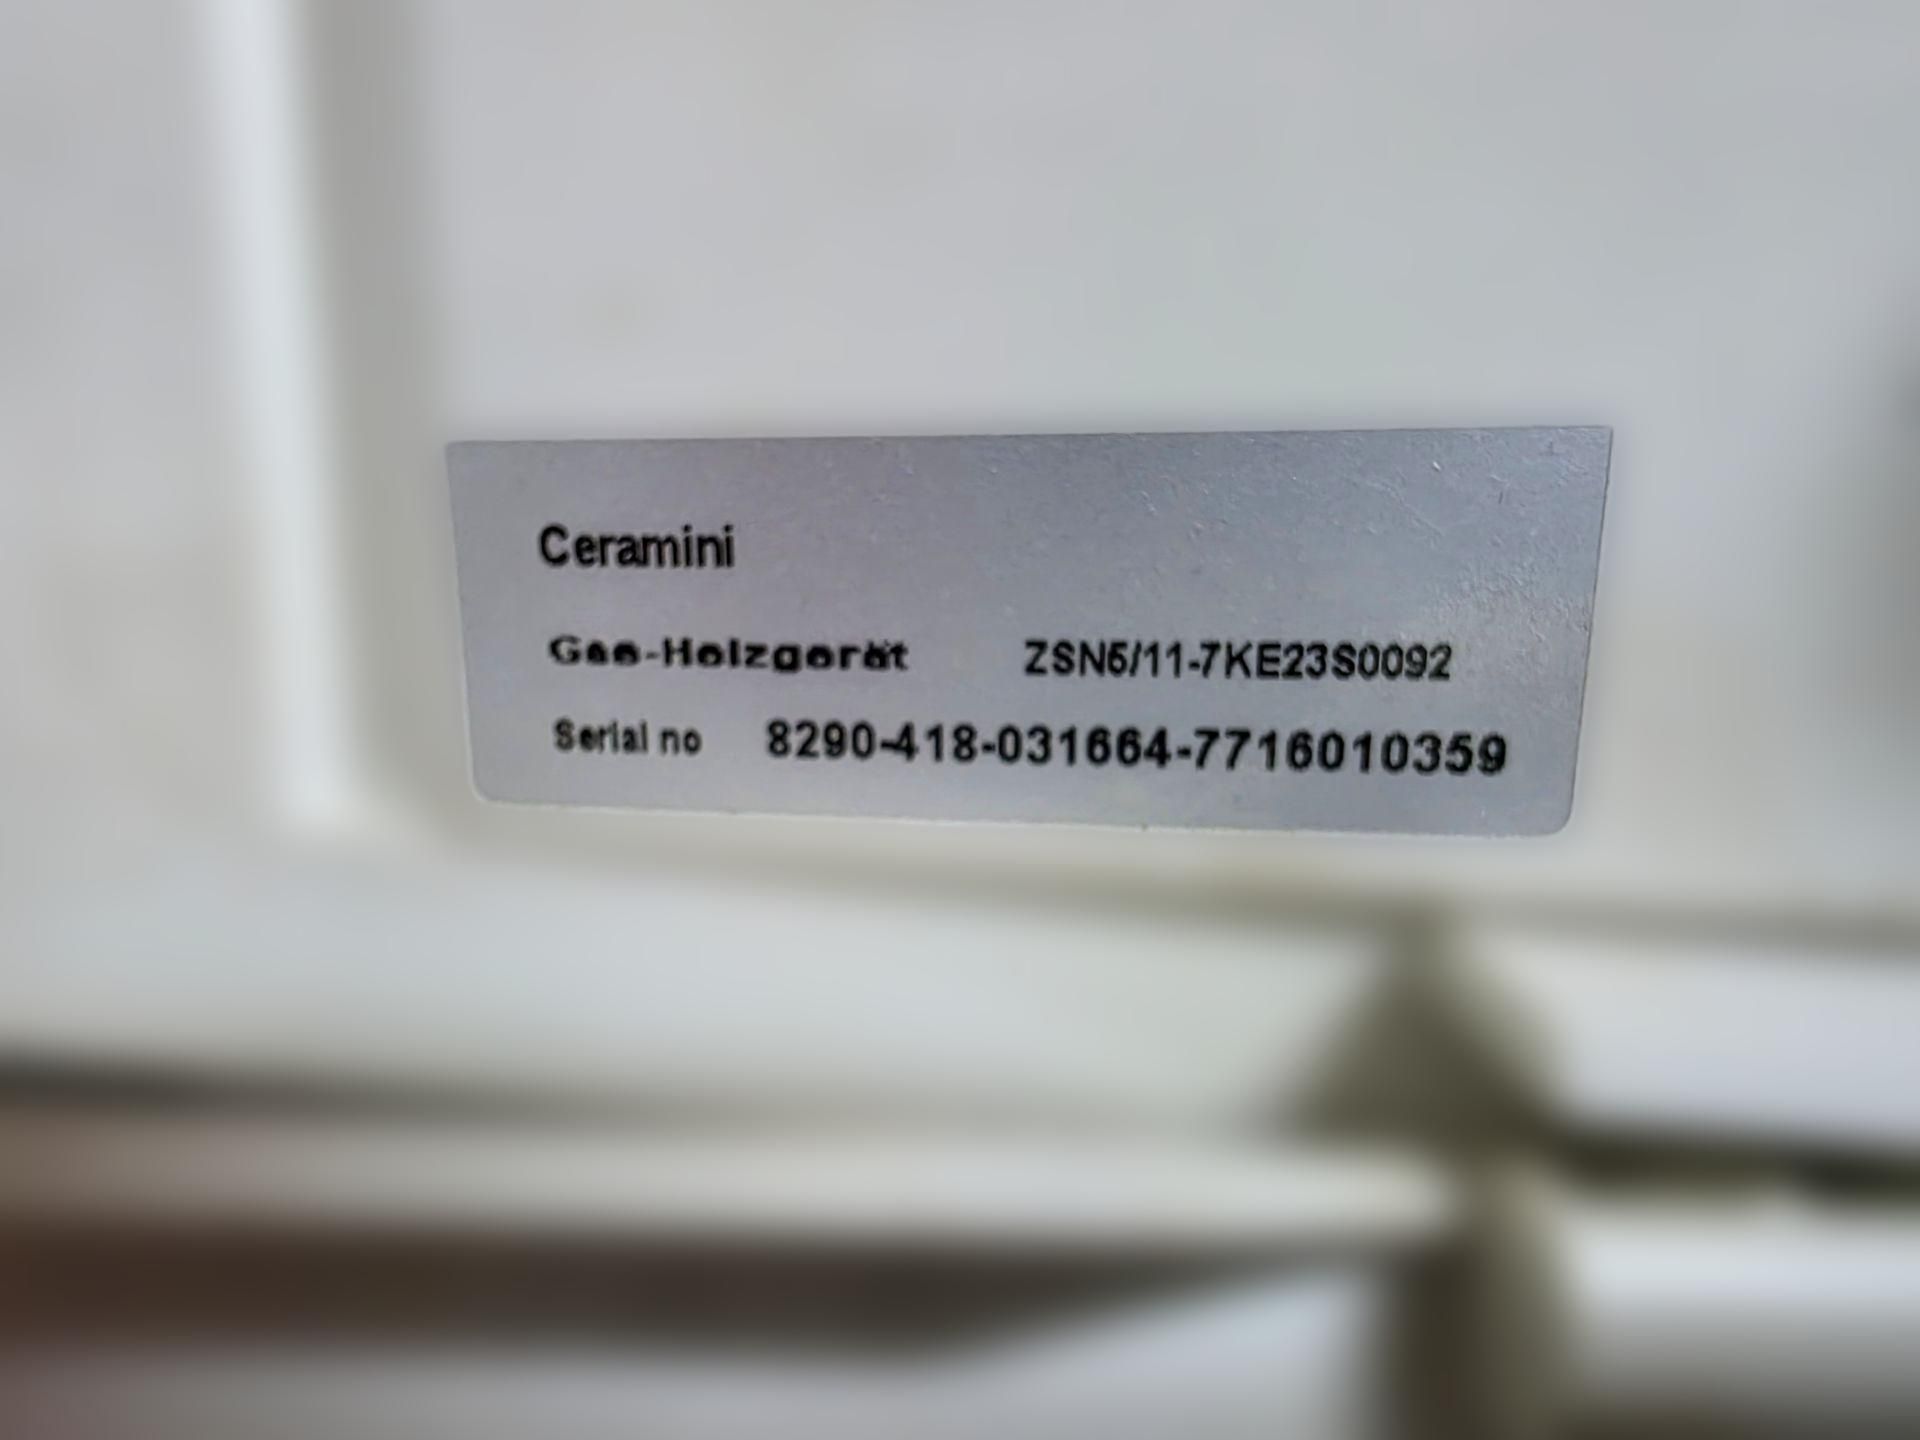 Ceramini
Gas-Heizgerät ZSN5/11-7KE23S0092
Serial no 8290-418-031664-7716010359